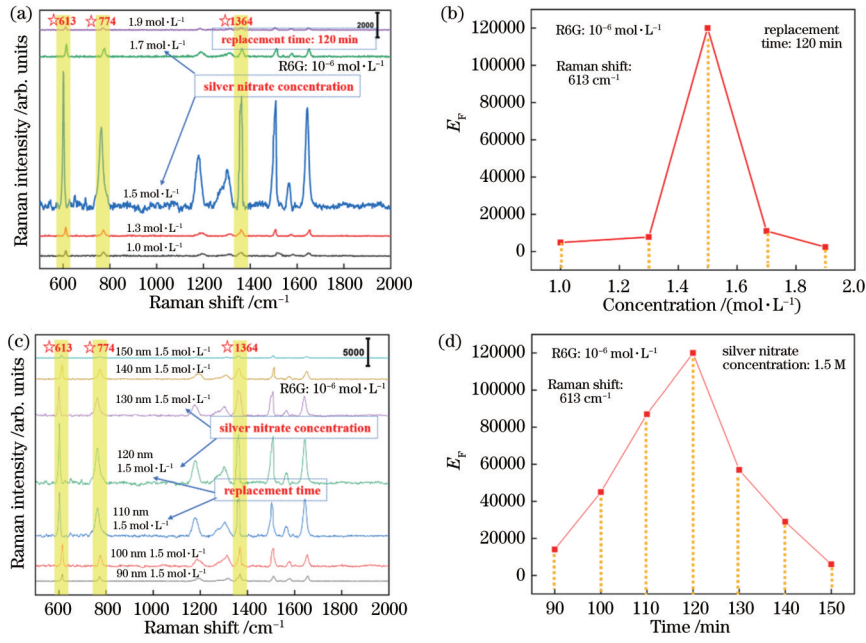 (a)
☆613 ☆774 ☆1364
2000
1.9 mol·L⁻¹
replacement time: 120 min
1.7 mol·L⁻¹
R6G: 10⁻⁶ mol·L⁻¹
silver nitrate concentration
1.5 mol·L⁻¹
1.3 mol·L⁻¹
1.0 mol·L⁻¹
Raman intensity /arb. units
600 800 1000 1200 1400 1600 1800 2000
Raman shift /cm⁻¹
(b)
R6G: 10⁻⁶ mol·L⁻¹
replacement
time: 120 min
Raman shift:
613 cm⁻¹
120000
100000
80000
60000
40000
20000
0
E_F
1.0 1.2 1.4 1.6 1.8 2.0
Concentration /(mol·L⁻¹)
(c)
☆613 ☆774 ☆1364
5000
150 nm 1.5 mol·L⁻¹
140 nm 1.5 mol·L⁻¹
R6G: 10⁻⁶ mol·L⁻¹
130 nm 1.5 mol·L⁻¹
silver nitrate concentration
120 nm
1.5 mol·L⁻¹
replacement time
110 nm
1.5 mol·L⁻¹
100 nm 1.5 mol·L⁻¹
90 nm 1.5 mol·L⁻¹
Raman intensity /arb. units
600 800 1000 1200 1400 1600 1800 2000
Raman shift /cm⁻¹
(d)
R6G: 10⁻⁶ mol·L⁻¹
silver nitrate
concentration: 1.5 M
Raman shift:
613 cm⁻¹
120000
100000
80000
60000
40000
20000
0
E_F
90 100 110 120 130 140 150
Time /min